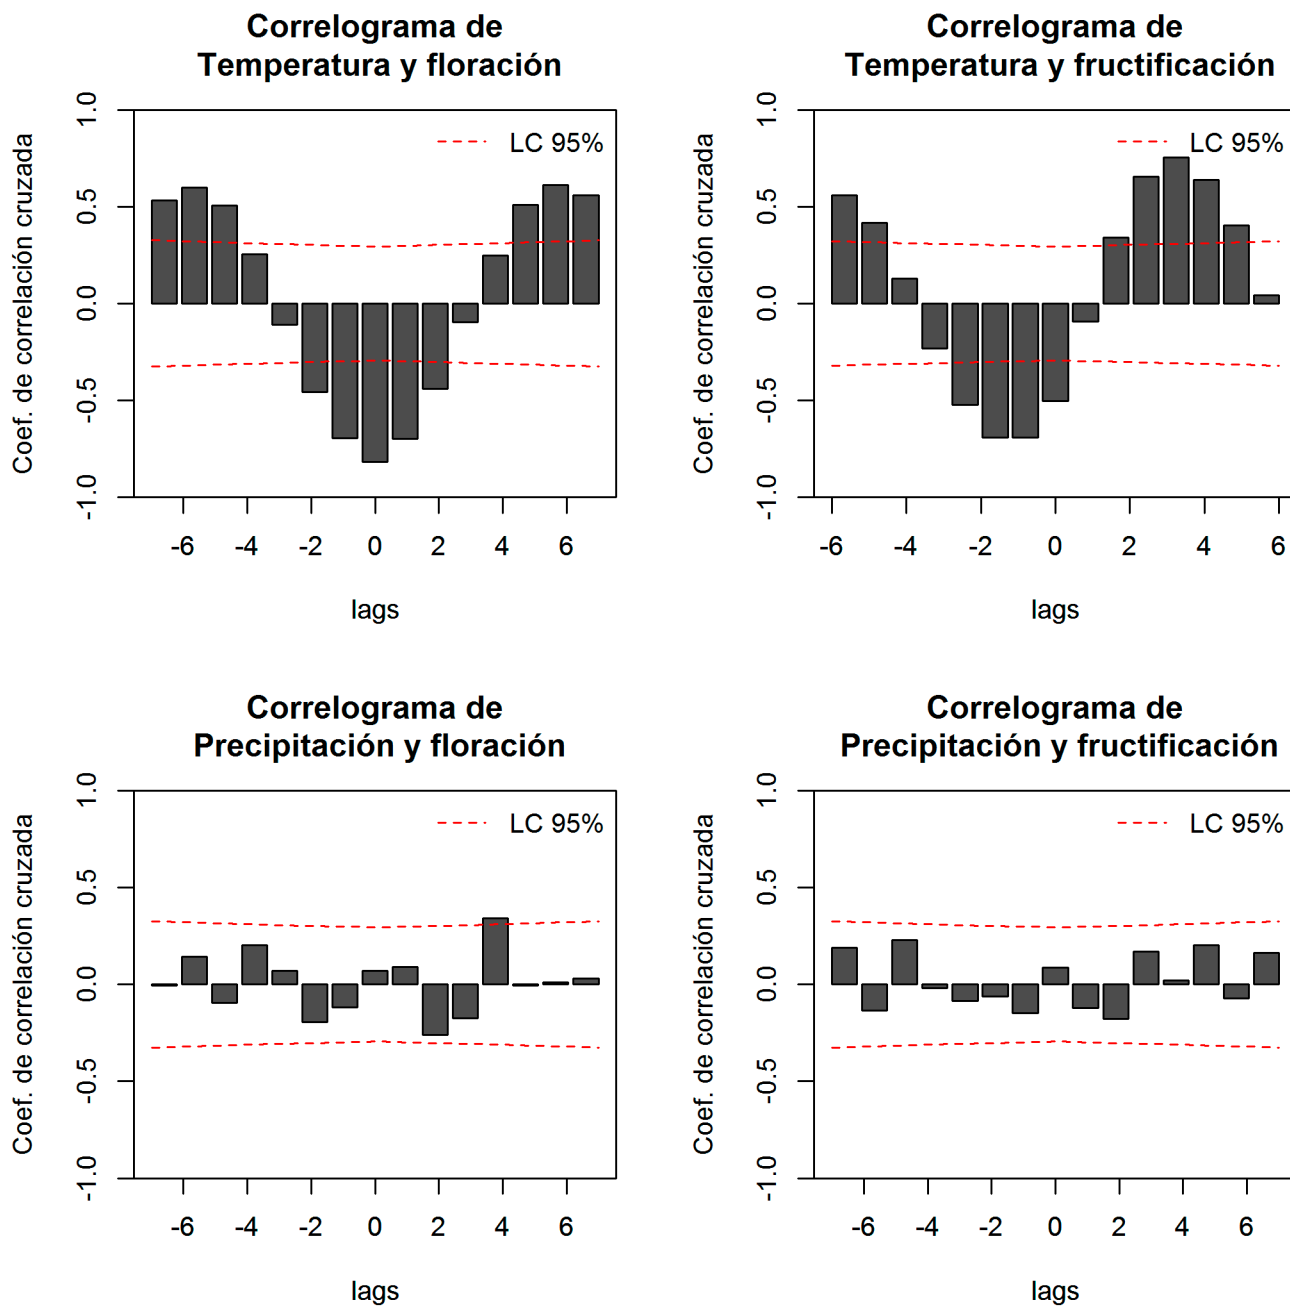 Correlograma de
Temperatura y floración
Coef. de correlación cruzada
1.0
0.5
0.0
-0.5
-1.0
LC 95%
-6 -4 -2 0 2 4 6
lags
Correlograma de
Temperatura y fructificación
Coef. de correlación cruzada
1.0
0.5
0.0
-0.5
-1.0
LC 95%
-6 -4 -2 0 2 4 6
lags
Correlograma de
Precipitación y floración
Coef. de correlación cruzada
1.0
0.5
0.0
-0.5
-1.0
LC 95%
-6 -4 -2 0 2 4 6
lags
Correlograma de
Precipitación y fructificación
Coef. de correlación cruzada
1.0
0.5
0.0
-0.5
-1.0
LC 95%
-6 -4 -2 0 2 4 6
lags